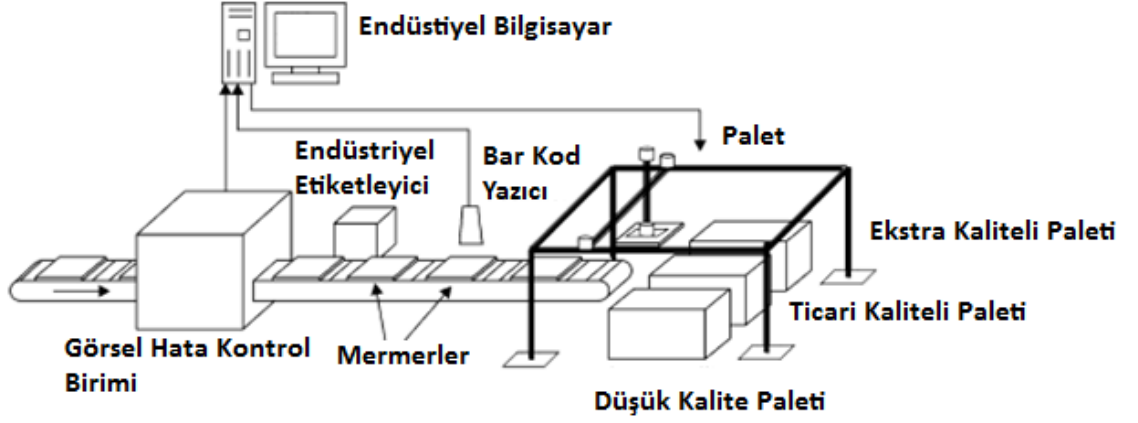 Endüstiyel Bilgisayar
Endüstriyel
Etiketleyici
Bar Kod
Yazıcı
Palet
Ekstra Kaliteli Paleti
Ticari Kaliteli Paleti
Görsel Hata Kontrol
Birimi
Mermerler
Düşük Kalite Paleti